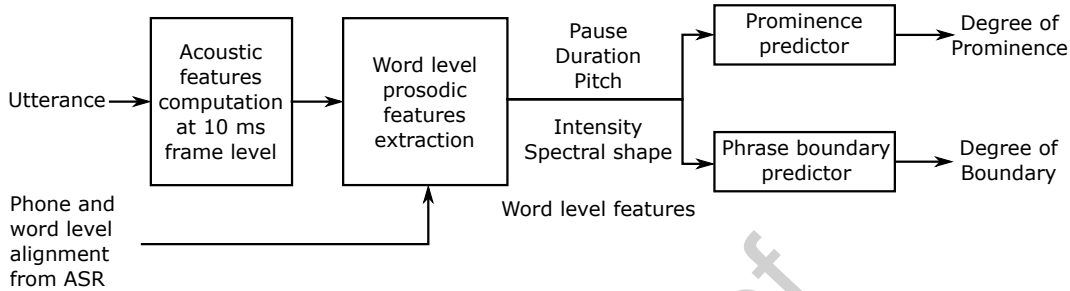 Utterance
Acoustic
features
computation
at 10 ms
frame level
Word level
prosodic
features
extraction
Pause
Duration
Pitch
Intensity
Spectral shape
Word level features
Prominence
predictor
Degree of
Prominence
Phrase boundary
predictor
Degree of
Boundary
Phone and
word level
alignment
from ASR